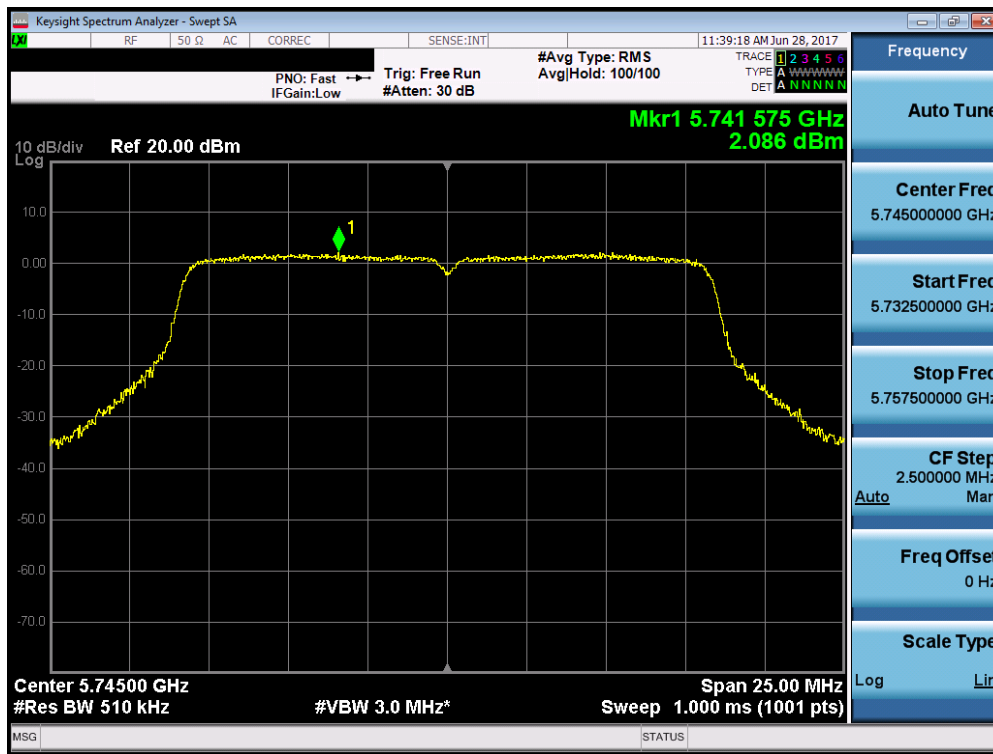 Keysight Spectrum Analyzer - Swept SA
LXI RF 50 Ω AC CORREC SENSE:INT 11:39:18 AM Jun 28, 2017
PNO: Fast
IFGain:Low
Trig: Free Run
#Atten: 30 dB
#Avg Type: RMS
Avg|Hold: 100/100
TRACE 1 2 3 4 5 6
TYPE A WWWWW
DET A N N N N N
Mkr1 5.741 575 GHz
2.086 dBm
10 dB/div Ref 20.00 dBm
Log
10.0
0.00
-10.0
-20.0
-30.0
-40.0
-50.0
-60.0
-70.0
1
Center 5.74500 GHz Span 25.00 MHz
#Res BW 510 kHz #VBW 3.0 MHz* Sweep 1.000 ms (1001 pts)
MSG STATUS
Frequency
Auto Tune
Center Freq
5.745000000 GHz
Start Freq
5.732500000 GHz
Stop Freq
5.757500000 GHz
CF Step
2.500000 MHz
Auto Man
Freq Offset
0 Hz
Scale Type
Log Lin